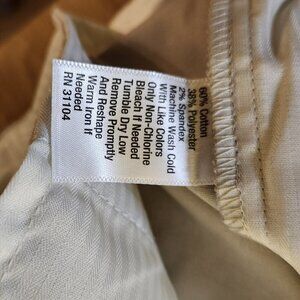 60% Cotton
38% Polyester
2% Spandex
Machine Wash Cold
With Like Colors
Only Non-Chlorine
Bleach If Needed
Tumble Dry Low
Remove Promptly
And Reshape
Warm Iron If
Needed
RN 31104